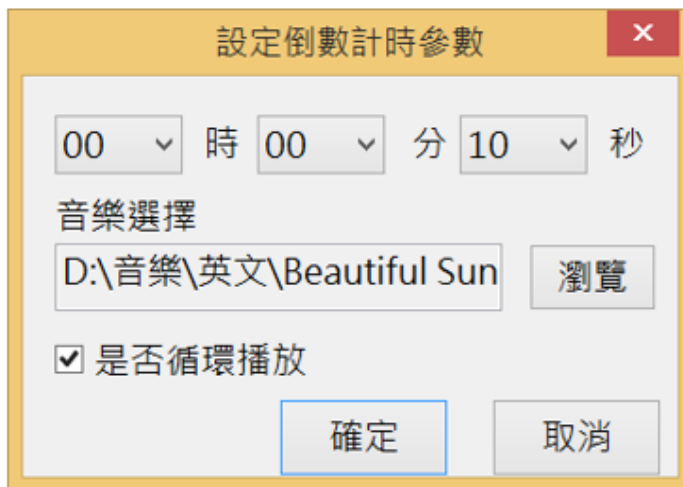 設定倒數計時參數
00 時 00 分 10 秒
音樂選擇
D:\音樂\英文\Beautiful Sun 瀏覽
是否循環播放
確定 取消